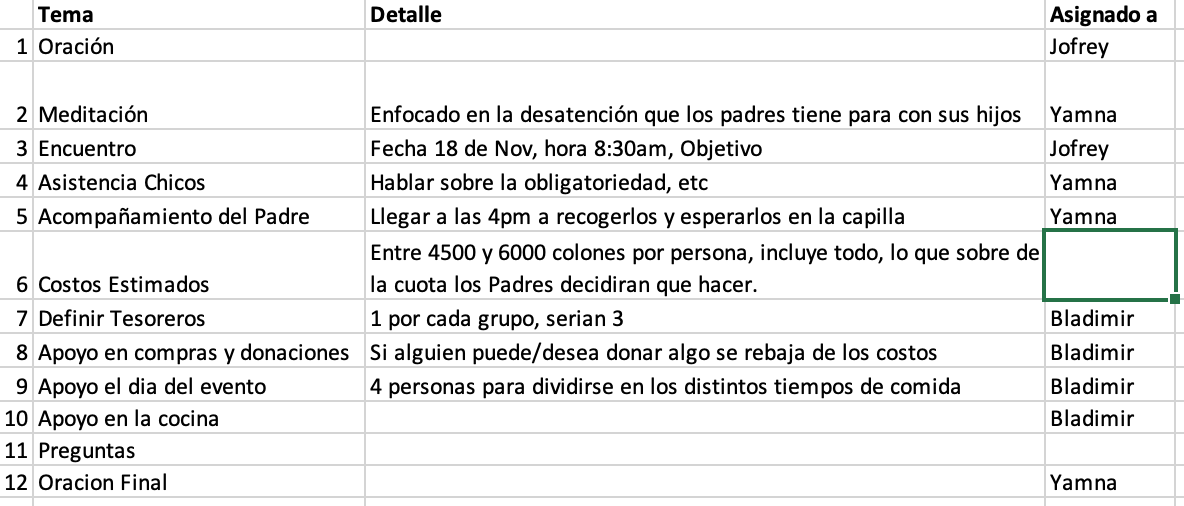 Tema Detalle Asignado a
1 Oración Jofrey
2 Meditación Enfocado en la desatención que los padres tiene para con sus hijos Yamna
3 Encuentro Fecha 18 de Nov, hora 8:30am, Objetivo Jofrey
4 Asistencia Chicos Hablar sobre la obligatoriedad, etc Yamna
5 Acompañamiento del Padre Llegar a las 4pm a recogerlos y esperarlos en la capilla Yamna
Entre 4500 y 6000 colones por persona, incluye todo, lo que sobre de
6 Costos Estimados la cuota los Padres decidiran que hacer.
7 Definir Tesoreros 1 por cada grupo, serian 3 Bladimir
8 Apoyo en compras y donaciones Si alguien puede/desea donar algo se rebaja de los costos Bladimir
9 Apoyo el dia del evento 4 personas para dividirse en los distintos tiempos de comida Bladimir
10 Apoyo en la cocina Bladimir
11 Preguntas
12 Oracion Final Yamna